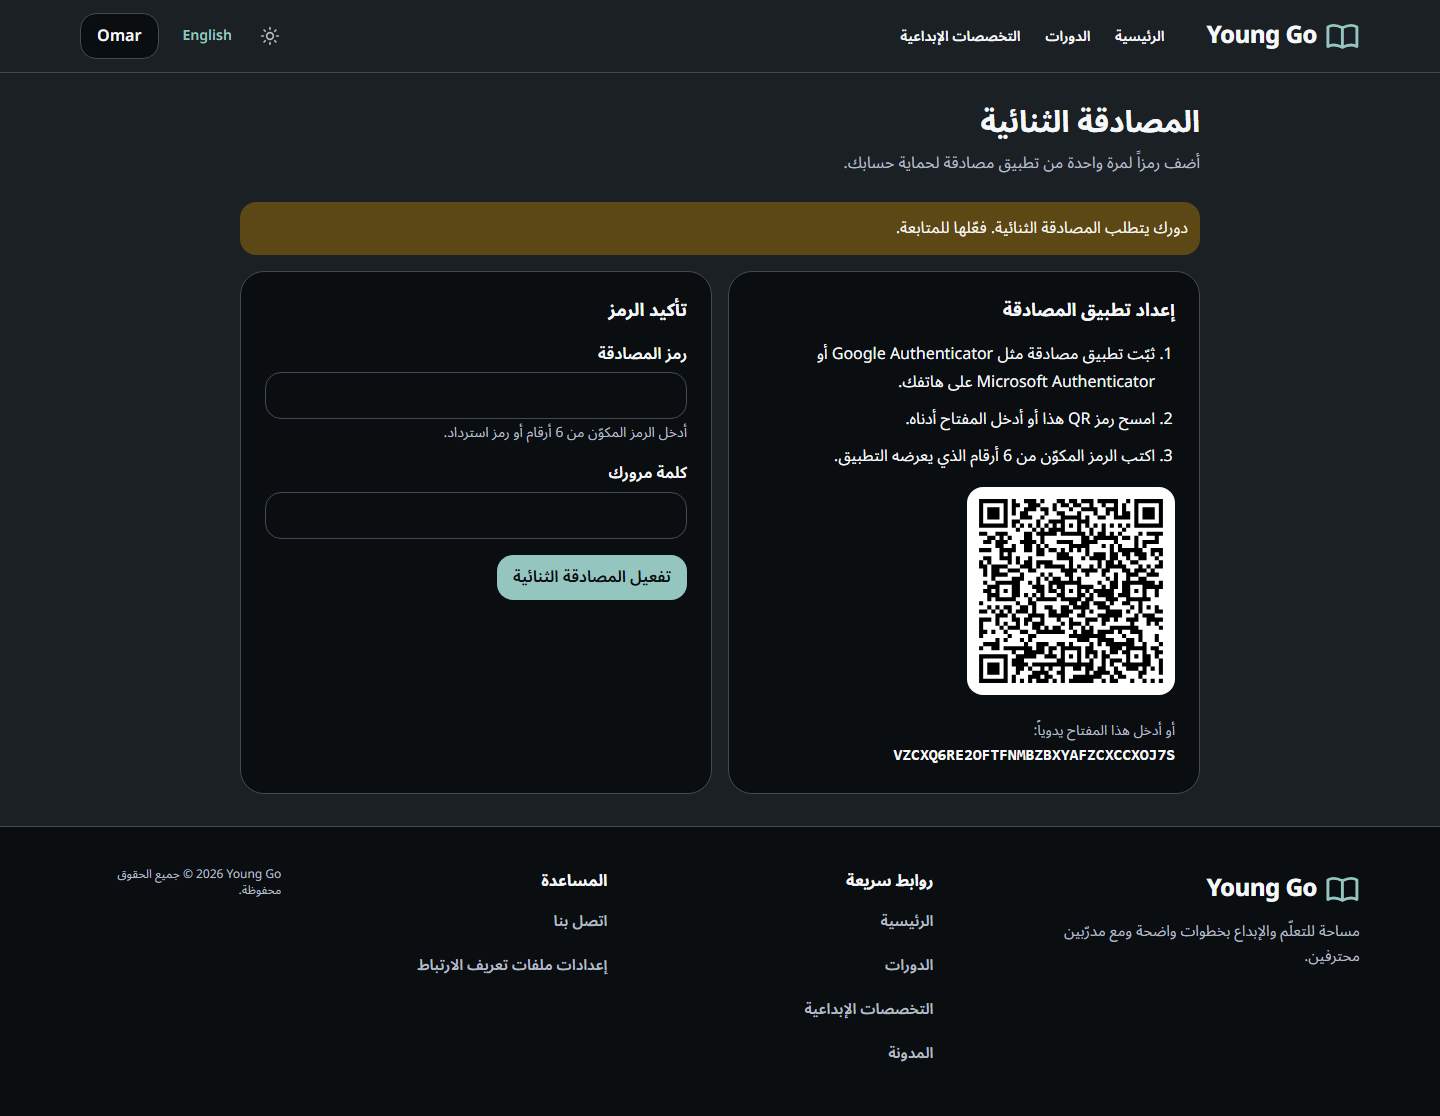 Young Go
الرئيسية
الدورات
التخصصات الإبداعية
English
Omar
المصادقة الثنائية
أضف رمزاً لمرة واحدة من تطبيق مصادقة لحماية حسابك.
دورك يتطلب المصادقة الثنائية. فعّلها للمتابعة.
إعداد تطبيق المصادقة
1. ثبّت تطبيق مصادقة مثل Google Authenticator أو
Microsoft Authenticator على هاتفك.
2. امسح رمز QR هذا أو أدخل المفتاح أدناه.
3. اكتب الرمز المكوّن من 6 أرقام الذي يعرضه التطبيق.
أو أدخل هذا المفتاح يدوياً:
VZCXQ6RE2OFTFNMBZBXYAFZCXCCXOJ7S
تأكيد الرمز
رمز المصادقة
أدخل الرمز المكوّن من 6 أرقام أو رمز استرداد.
كلمة مرورك
تفعيل المصادقة الثنائية
Young Go
مساحة للتعلّم والإبداع بخطوات واضحة ومع مدرّبين
محترفين.
روابط سريعة
الرئيسية
الدورات
التخصصات الإبداعية
المدونة
المساعدة
اتصل بنا
إعدادات ملفات تعريف الارتباط
Young Go 2026 © جميع الحقوق
محفوظة.